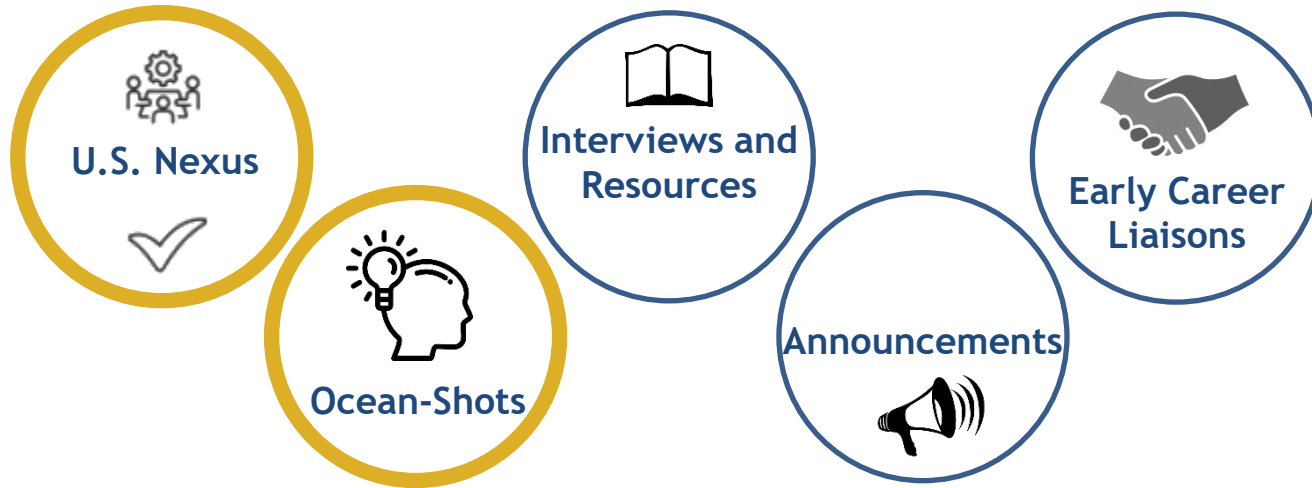 U.S. Nexus
Ocean-Shots
Interviews and
Resources
Announcements
Early Career
Liaisons